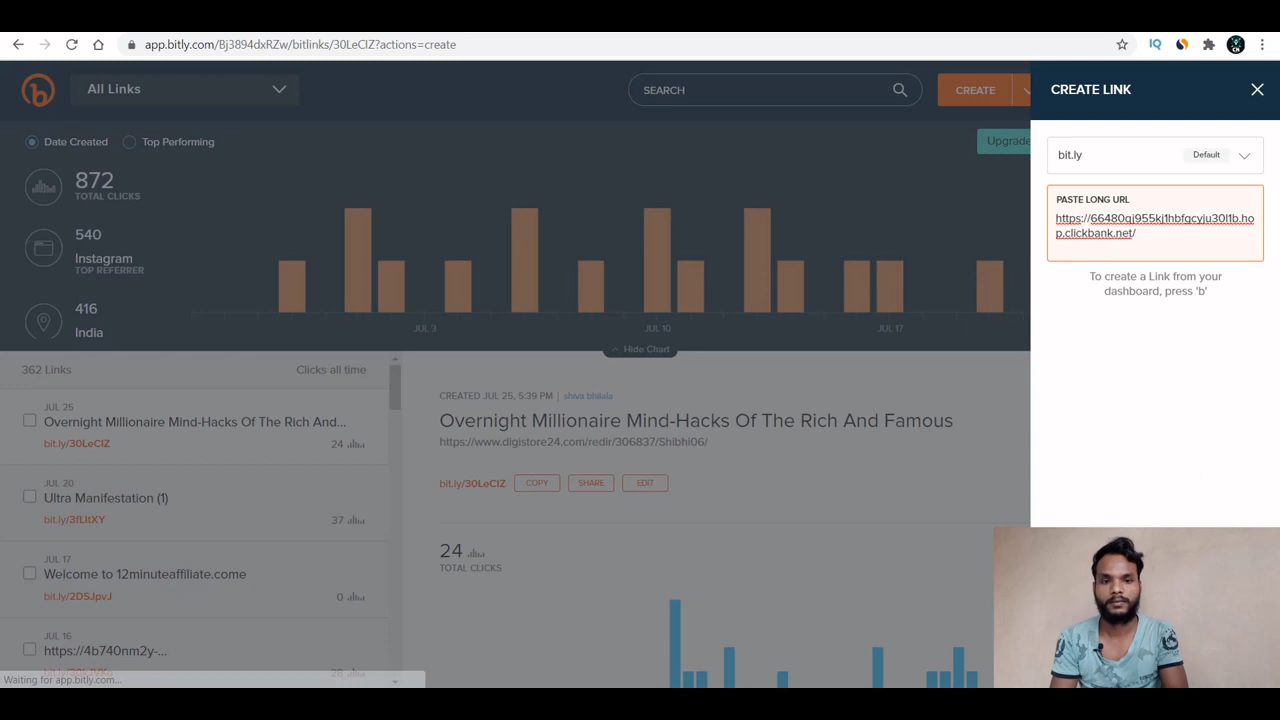 app.bitly.com/Bj3894dxRZw/bitlinks/30LeCIZ?actions=create
All Links
SEARCH
CREATE
CREATE LINK
Date Created
Top Performing
Upgrade
bit.ly
Default
872
TOTAL CLICKS
540
Instagram
TOP REFERRER
416
India
PASTE LONG URL
https://66480qj955kj1hbfqcyju30l1b.ho
p.clickbank.net/
To create a Link from your
dashboard, press 'b'
JUL 3
JUL 10
JUL 17
Hide Chart
362 Links
Clicks all time
JUL 25
Overnight Millionaire Mind-Hacks Of The Rich And...
bit.ly/30LeCIZ
24
JUL 20
Ultra Manifestation (1)
bit.ly/3fLItXY
37
JUL 17
Welcome to 12minuteaffiliate.come
bit.ly/2DSJpvJ
0
JUL 16
https://4b740nm2y-...
28
CREATED JUL 25, 5:39 PM | shiva bhilala
Overnight Millionaire Mind-Hacks Of The Rich And Famous
https://www.digistore24.com/redir/306837/Shibhi06/
bit.ly/30LeCIZ
COPY
SHARE
EDIT
24
TOTAL CLICKS
Waiting for app.bitly.com...